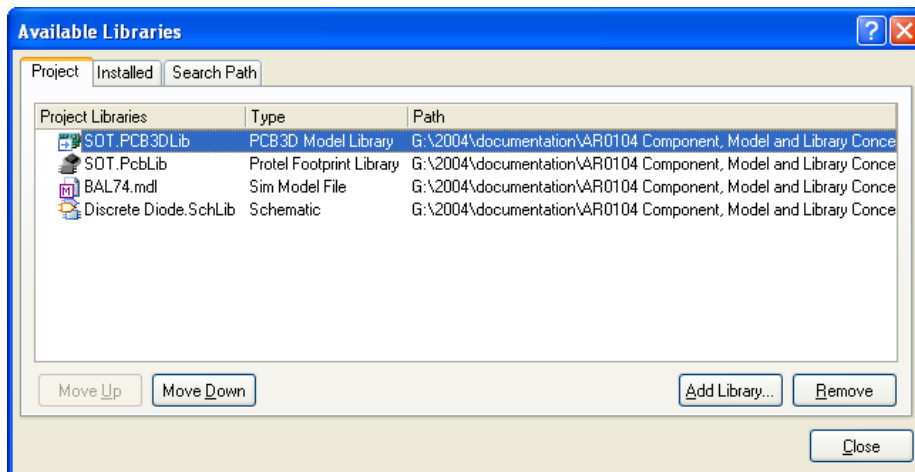 Available Libraries
Project Installed Search Path
Project Libraries Type Path
SOT.PCB3DLib PCB3D Model Library G:\2004\documentation\AR0104 Component, Model and Library Conce
SOT.PcbLib Protel Footprint Library G:\2004\documentation\AR0104 Component, Model and Library Conce
BAL74.mdl Sim Model File G:\2004\documentation\AR0104 Component, Model and Library Conce
Discrete Diode.SchLib Schematic G:\2004\documentation\AR0104 Component, Model and Library Conce
Move Up Move Down Add Library... Remove
Close